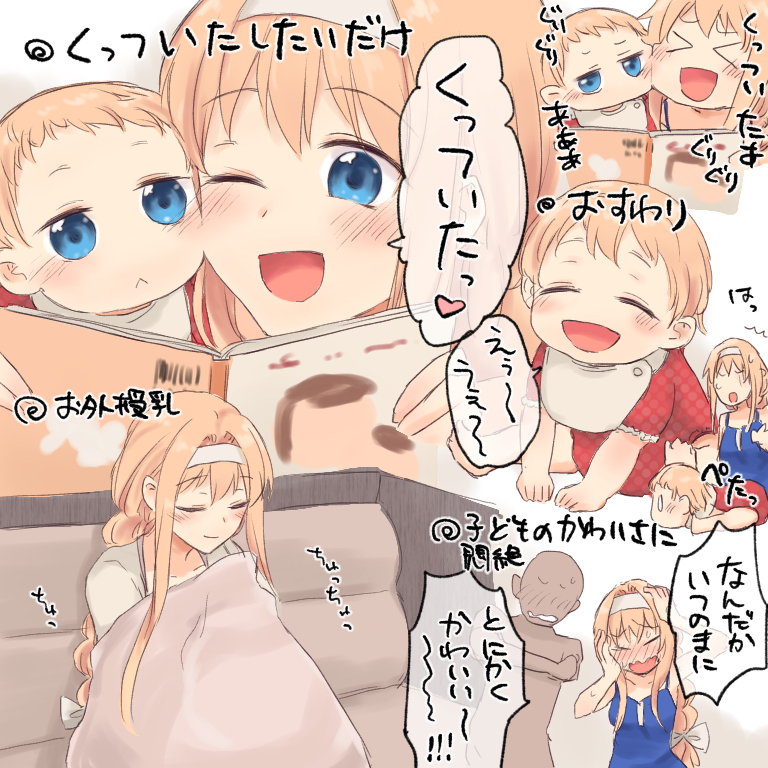 くっついたしたいだけ
くっついたっ♥
くっついたぁ
ぐりぐり
ぐりぐり
あああ
おすわり
えぅ〜
うえ〜
はっ
ぺたっ
なんだか
いつのまに
お外授乳
ちゅっちゅっ
ちゅっ
子どものかわいさに
悶絶
とにかく
かわいい〜
〜〜〜!!!